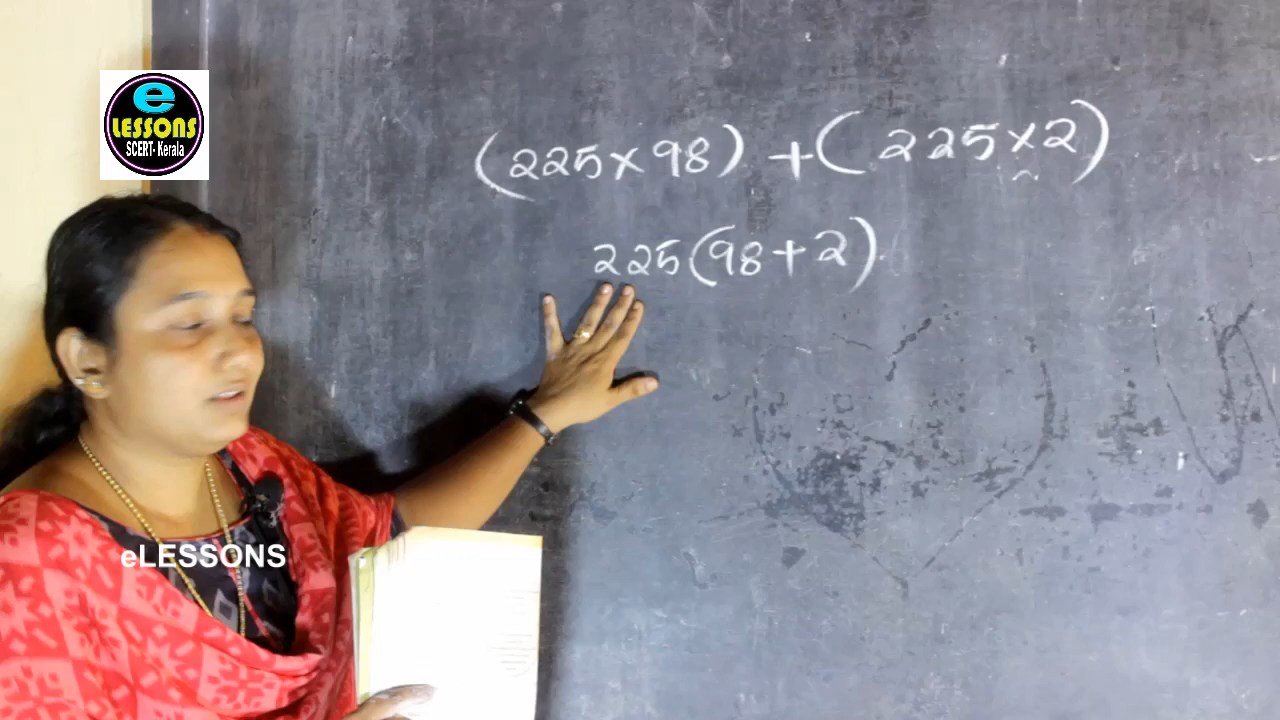 e
LESSONS
SCERT- Kerala
(225×98) +(225×2)
225(98+2)
eLESSONS